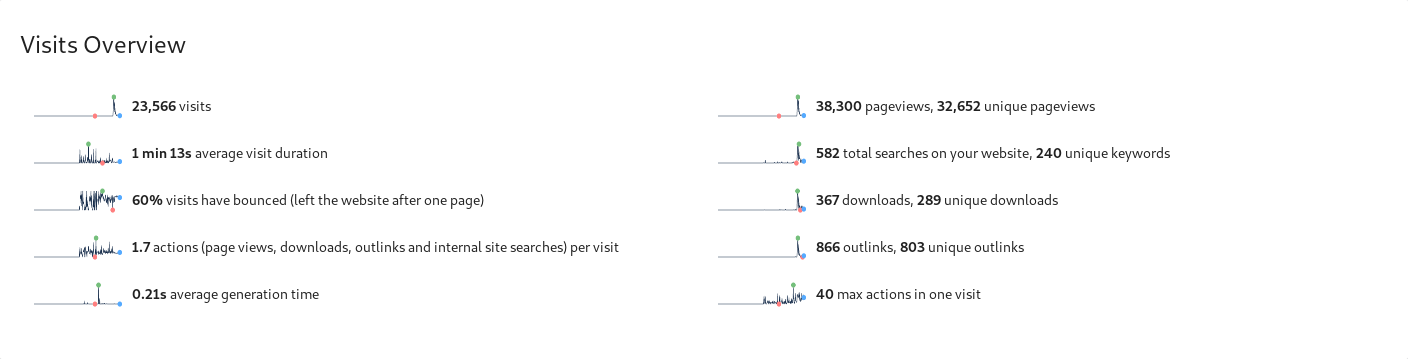 Visits Overview
23,566 visits
1 min 13s average visit duration
60% visits have bounced (left the website after one page)
1.7 actions (page views, downloads, outlinks and internal site searches) per visit
0.21s average generation time
38,300 pageviews, 32,652 unique pageviews
582 total searches on your website, 240 unique keywords
367 downloads, 289 unique downloads
866 outlinks, 803 unique outlinks
40 max actions in one visit